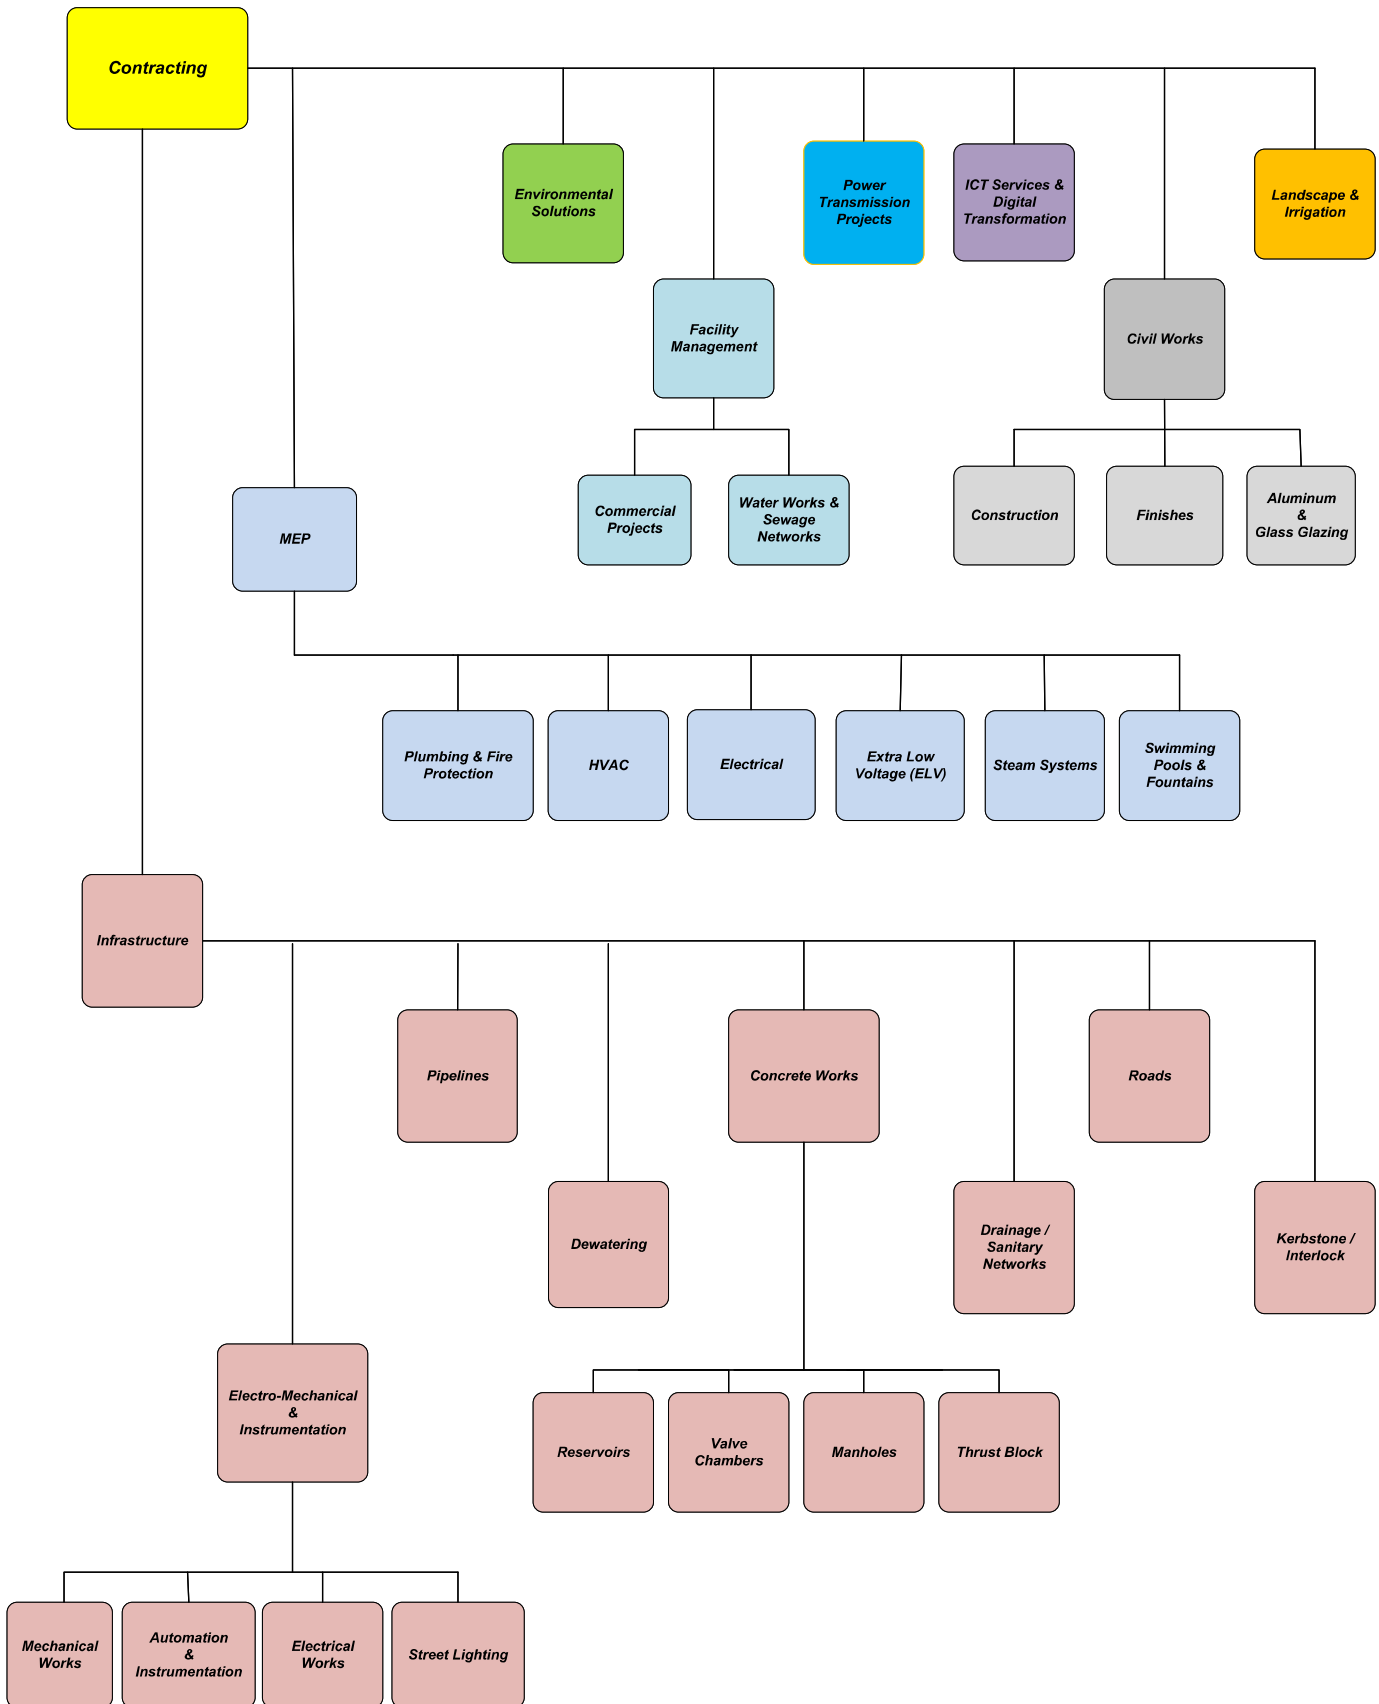 Contracting
Environmental
Solutions
Power
Transmission
Projects
ICT Services &
Digital
Transformation
Landscape &
Irrigation
Facility
Management
Civil Works
Commercial
Projects
Water Works &
Sewage
Networks
Construction
Finishes
Aluminum
&
Glass Glazing
MEP
Plumbing & Fire
Protection
HVAC
Electrical
Extra Low
Voltage (ELV)
Steam Systems
Swimming
Pools &
Fountains
Infrastructure
Pipelines
Concrete Works
Roads
Dewatering
Drainage /
Sanitary
Networks
Kerbstone /
Interlock
Electro-Mechanical
&
Instrumentation
Reservoirs
Valve
Chambers
Manholes
Thrust Block
Mechanical
Works
Automation
&
Instrumentation
Electrical
Works
Street Lighting